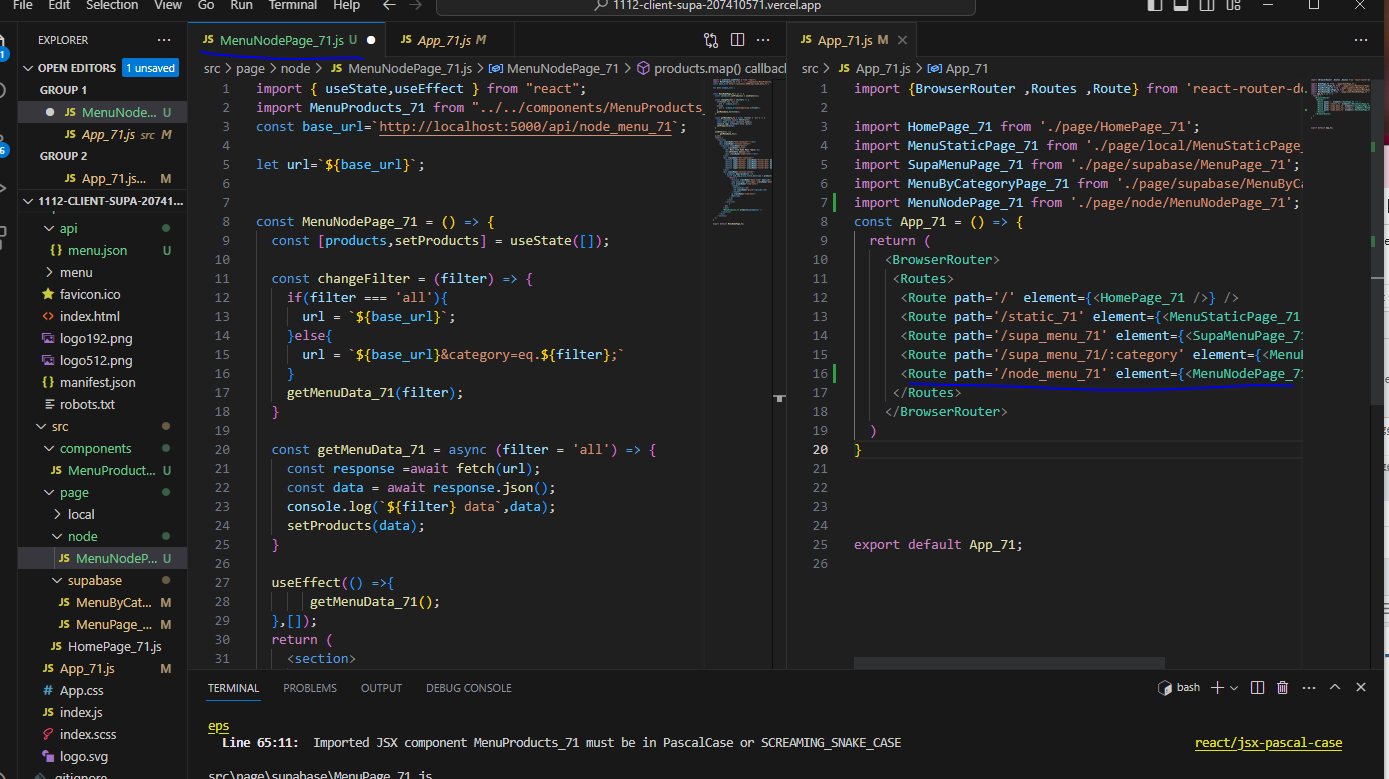 File Edit Selection View Go Run Terminal Help
1112-client-supa-207410571.vercel.app
EXPLORER
OPEN EDITORS 1 unsaved
GROUP 1
JS MenuNode... U
JS App_71.js src M
GROUP 2
JS App_71.js... M
1112-CLIENT-SUPA-20741...
api
{} menu.json U
menu
favicon.ico
<> index.html
logo192.png
logo512.png
{} manifest.json
robots.txt
src
components
JS MenuProduct... U
page
local
node
JS MenuNodeP... U
supabase
JS MenuByCat... M
JS MenuPage_... M
JS HomePage_71.js
JS App_71.js M
# App.css
JS index.js
index.scss
logo.svg
.gitignore
JS MenuNodePage_71.js U
JS App_71.js M
src > page > node > JS MenuNodePage_71.js > MenuNodePage_71 > products.map() callback
1 import { useState,useEffect } from "react";
2 import MenuProducts_71 from "../../components/MenuProducts_
3 const base_url=`http://localhost:5000/api/node_menu_71`;
4
5 let url=`${base_url}`;
6
7
8 const MenuNodePage_71 = () => {
9 const [products,setProducts] = useState([]);
10
11 const changeFilter = (filter) => {
12 if(filter === 'all'){
13 url = `${base_url}`;
14 }else{
15 url = `${base_url}&category=eq.${filter};`
16 }
17 getMenuData_71(filter);
18 }
19
20 const getMenuData_71 = async (filter = 'all') => {
21 const response =await fetch(url);
22 const data = await response.json();
23 console.log(`${filter} data`,data);
24 setProducts(data);
25 }
26
27 useEffect(() =>{
28 getMenuData_71();
29 },[]);
30 return (
31 <section>
JS App_71.js M
src > JS App_71.js > App_71
1 import {BrowserRouter ,Routes ,Route} from 'react-router-do
2
3 import HomePage_71 from './page/HomePage_71';
4 import MenuStaticPage_71 from './page/local/MenuStaticPage_
5 import SupaMenuPage_71 from './page/supabase/MenuPage_71';
6 import MenuByCategoryPage_71 from './page/supabase/MenuByCa
7 import MenuNodePage_71 from './page/node/MenuNodePage_71';
8 const App_71 = () => {
9 return (
10 <BrowserRouter>
11 <Routes>
12 <Route path='/' element={<HomePage_71 />} />
13 <Route path='/static_71' element={<MenuStaticPage_71
14 <Route path='/supa_menu_71' element={<SupaMenuPage_71
15 <Route path='/supa_menu_71/:category' element={<Menu
16 <Route path='/node_menu_71' element={<MenuNodePage_71
17 </Routes>
18 </BrowserRouter>
19 )
20 }
21
22
23
24
25 export default App_71;
26
TERMINAL PROBLEMS OUTPUT DEBUG CONSOLE
bash
eps
Line 65:11: Imported JSX component MenuProducts_71 must be in PascalCase or SCREAMING_SNAKE_CASE react/jsx-pascal-case
src\page\supabase\MenuPage_71.js